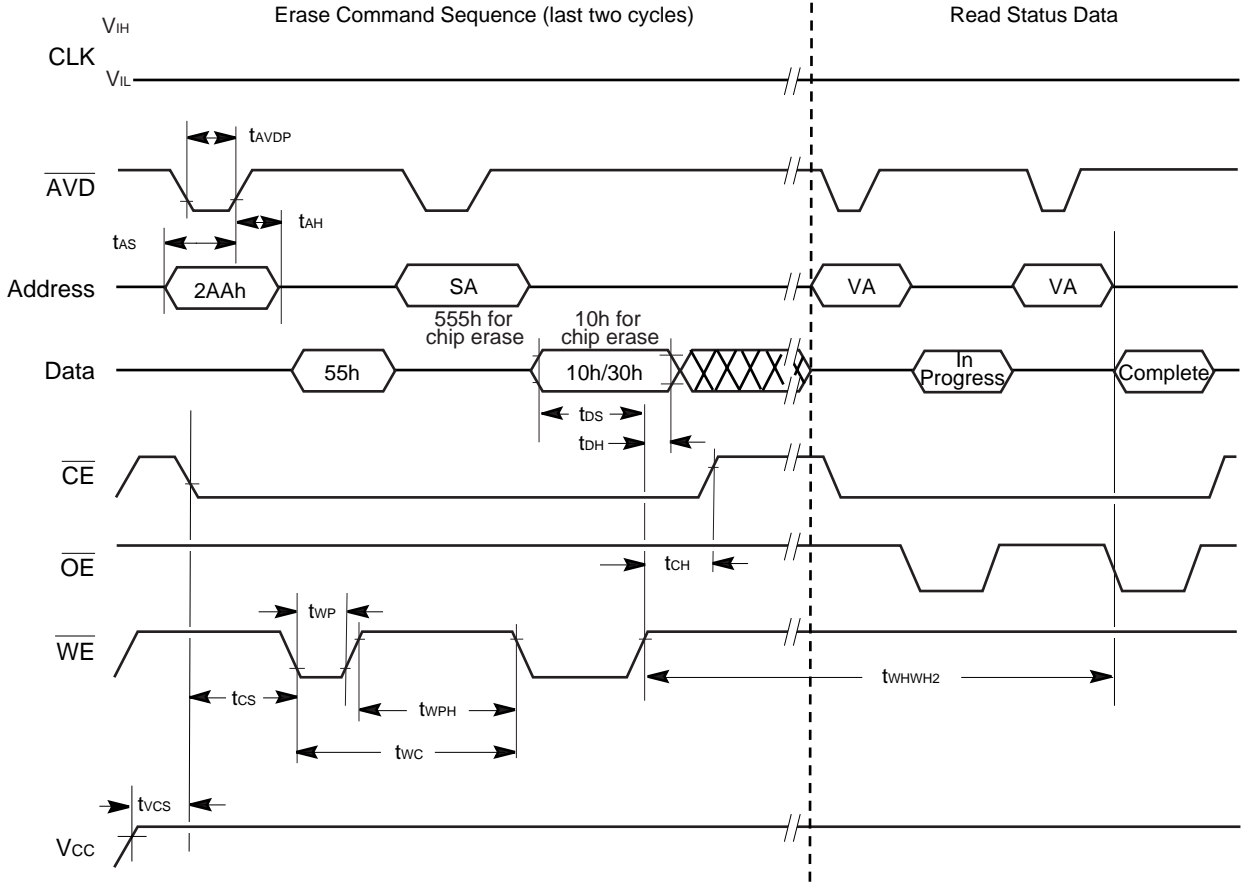 Erase Command Sequence (last two cycles) Read Status Data
VIH
CLK
VIL
tAVDP
AVD
tAH
tAS
Address 2AAh SA VA VA
555h for chip erase
10h for chip erase
Data 55h 10h/30h In Progress Complete
tDS
tDH
CE
OE
tCH
tWP
WE
tWHWH2
tCS
tWPH
tWC
tVCS
VCC